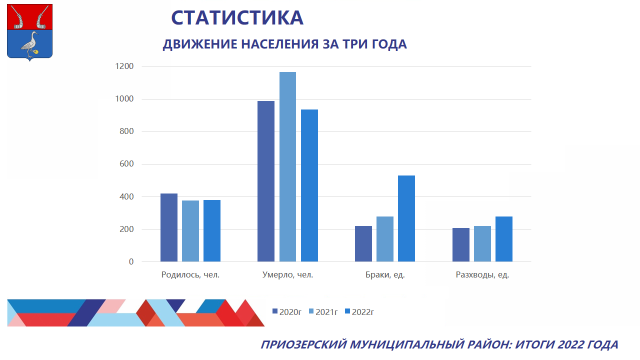 СТАТИСТИКА
ДВИЖЕНИЕ НАСЕЛЕНИЯ ЗА ТРИ ГОДА
1200
1000
800
600
400
200
0
Родилось, чел. Умерло, чел. Браки, ед. Разхводы, ед.
2020г 2021г 2022г
ПРИОЗЕРСКИЙ МУНИЦИПАЛЬНЫЙ РАЙОН: ИТОГИ 2022 ГОДА